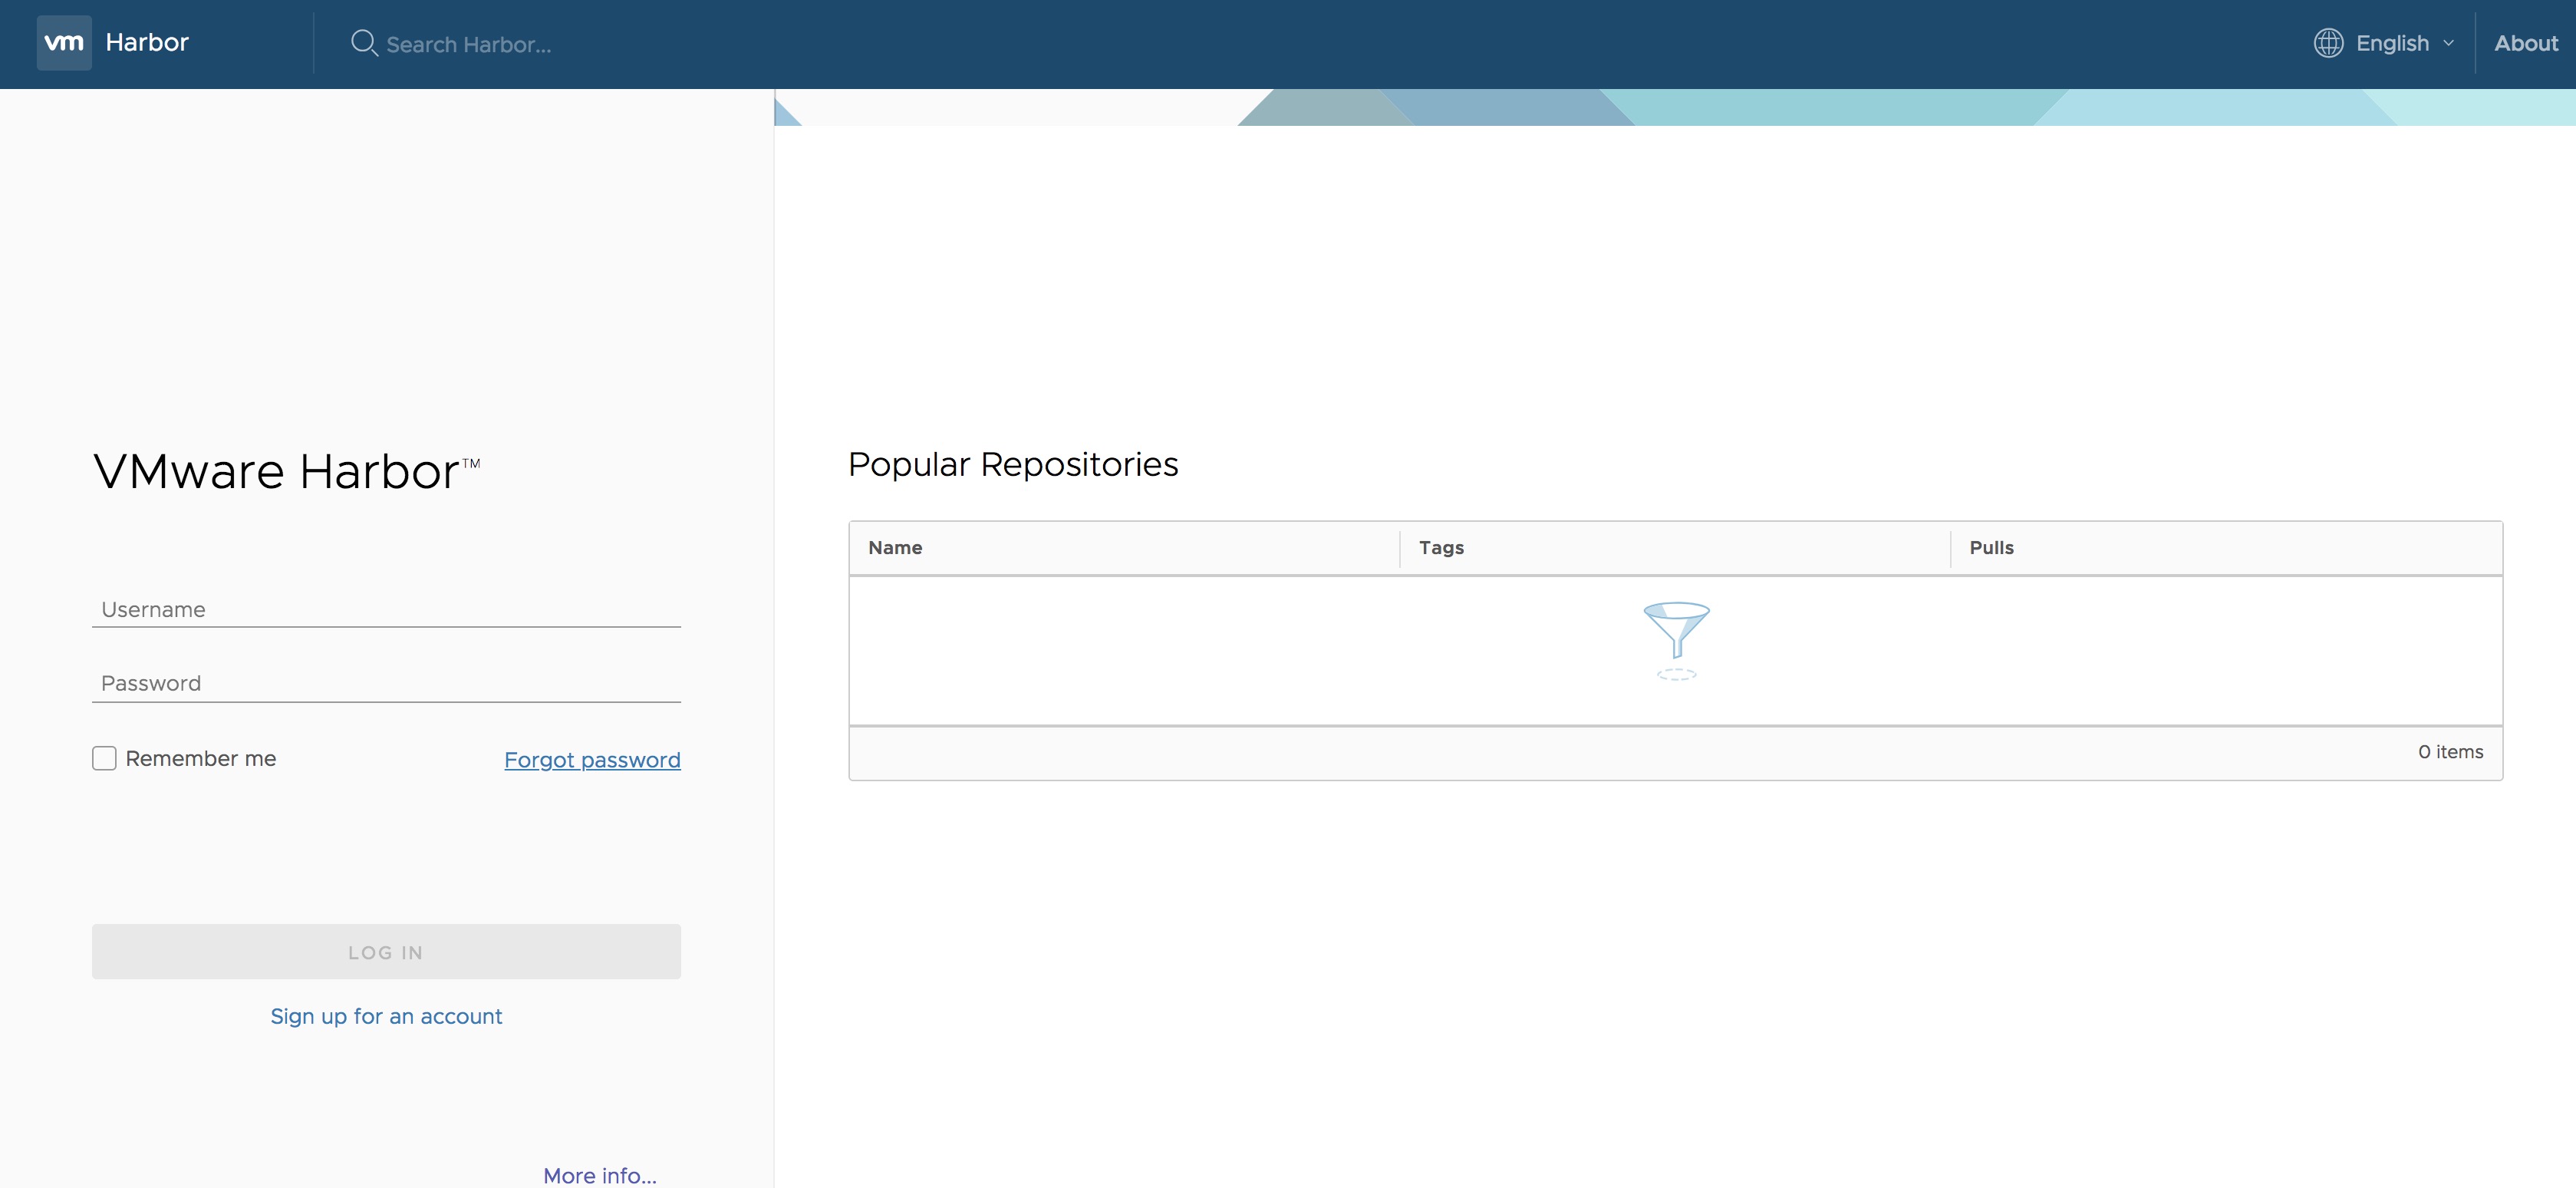 vm Harbor
Search Harbor...
English
About
VMware Harbor™
Username
Password
Remember me
Forgot password
LOG IN
Sign up for an account
More info...
Popular Repositories
Name Tags Pulls
0 items